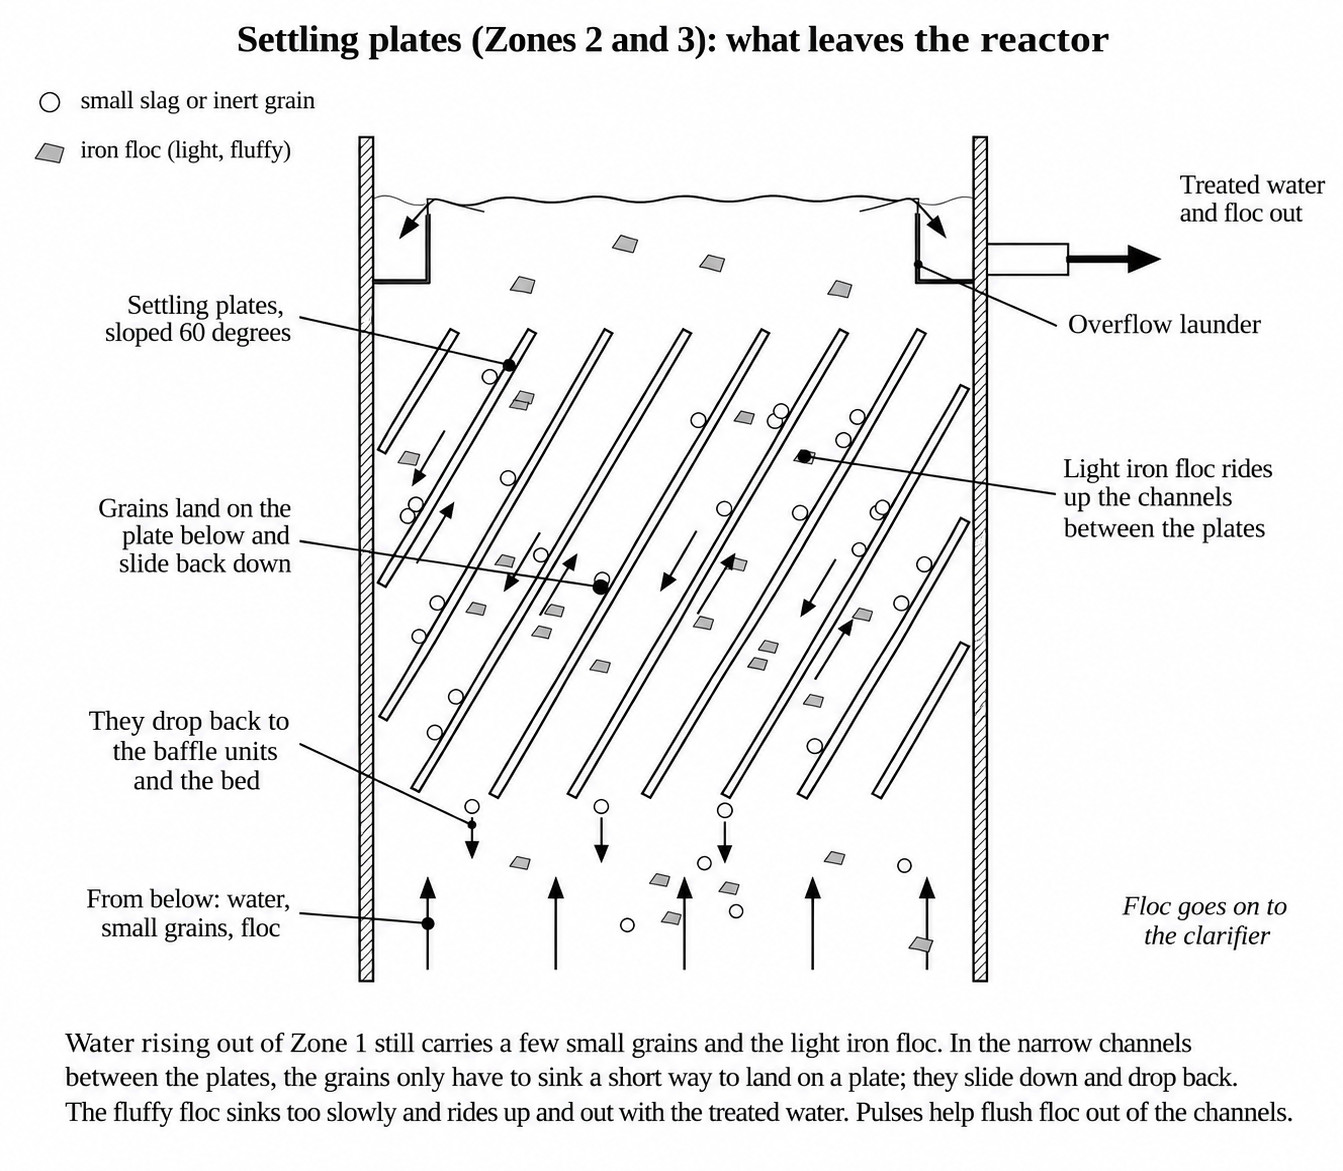 Settling plates (Zones 2 and 3): what leaves the reactor
small slag or inert grain
iron floc (light, fluffy)
Treated water
and floc out
Settling plates,
sloped 60 degrees
Overflow launder
Light iron floc rides
up the channels
between the plates
Grains land on the
plate below and
slide back down
They drop back to
the baffle units
and the bed
From below: water,
small grains, floc
Floc goes on to
the clarifier
Water rising out of Zone 1 still carries a few small grains and the light iron floc. In the narrow channels
between the plates, the grains only have to sink a short way to land on a plate; they slide down and drop back.
The fluffy floc sinks too slowly and rides up and out with the treated water. Pulses help flush floc out of the channels.